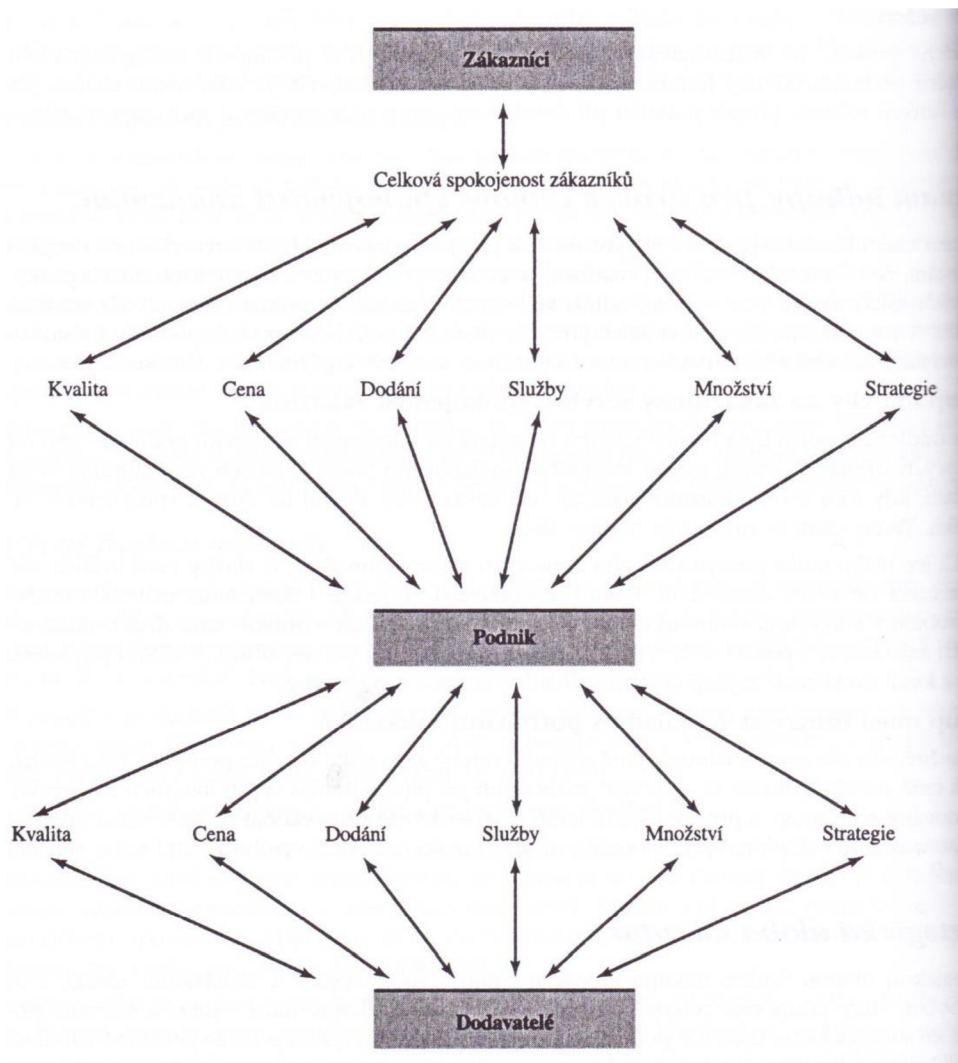 Zákazníci
Celková spokojenost zákazníků
Kvalita Cena Dodání Služby Množství Strategie
Podnik
Kvalita Cena Dodání Služby Množství Strategie
Dodavatelé